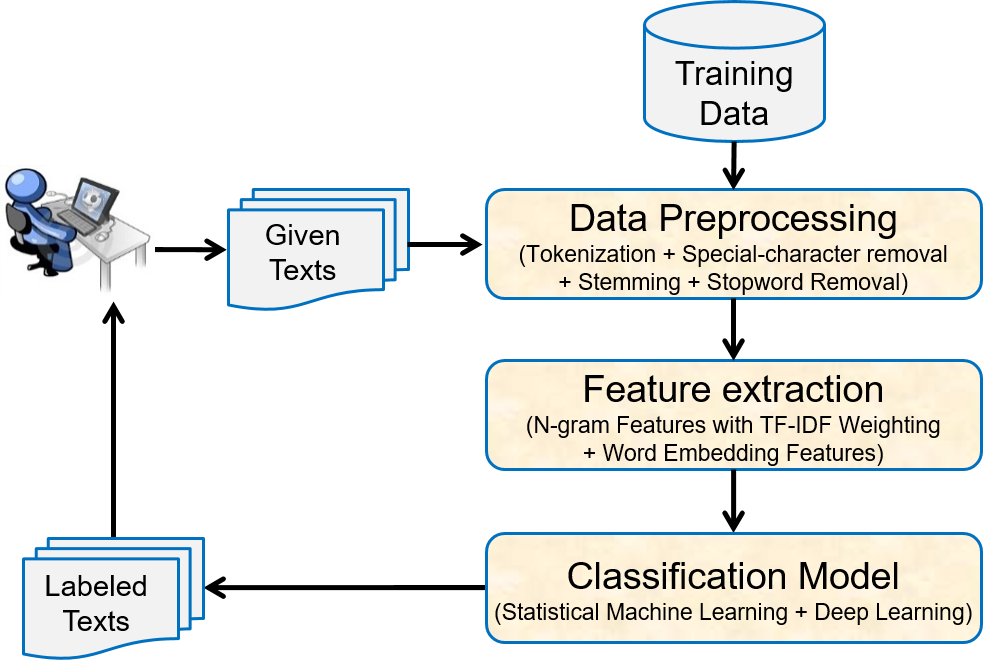 Training
Data
Given
Texts
Data Preprocessing
(Tokenization + Special-character removal
+ Stemming + Stopword Removal)
Feature extraction
(N-gram Features with TF-IDF Weighting
+ Word Embedding Features)
Classification Model
(Statistical Machine Learning + Deep Learning)
Labeled
Texts